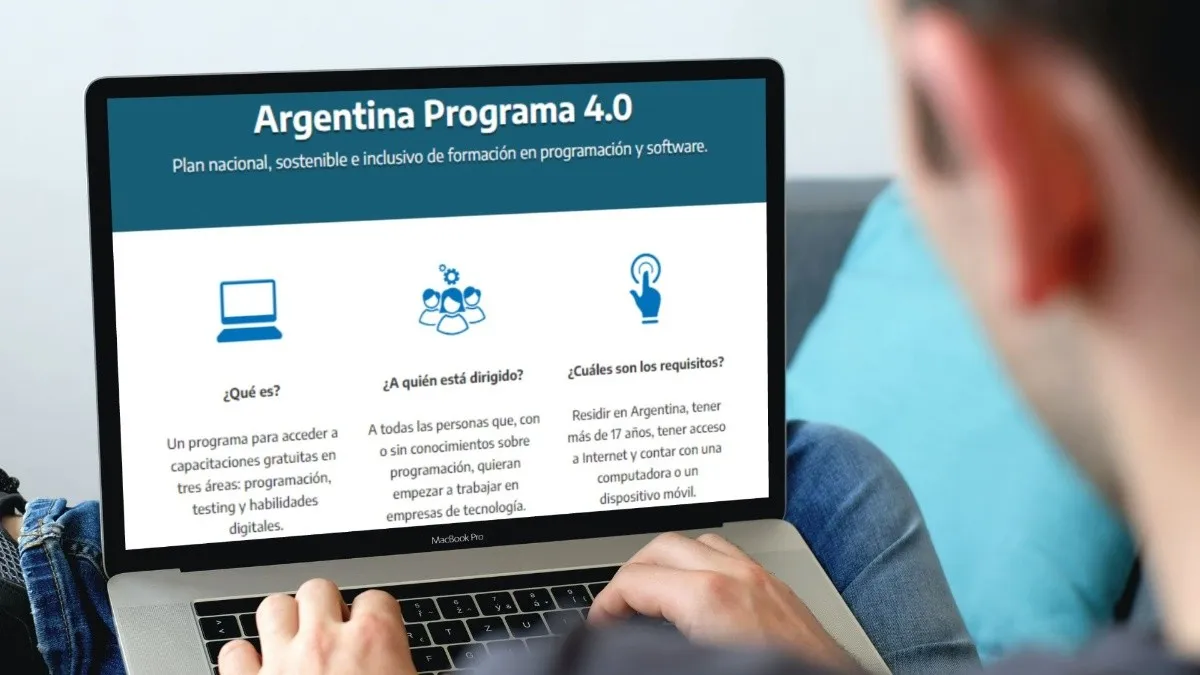 Argentina Programa 4.0
Plan nacional, sostenible e inclusivo de formación en programación y software.
¿Qué es?
Un programa para acceder a
capacitaciones gratuitas en
tres áreas: programación,
testing y habilidades
digitales.
¿A quién está dirigido?
A todas las personas que, con
o sin conocimientos sobre
programación, quieran
empezar a trabajar en
empresas de tecnología.
¿Cuáles son los requisitos?
Residir en Argentina, tener
más de 17 años, tener acceso
a Internet y contar con una
computadora o un
dispositivo móvil.
MacBook Pro